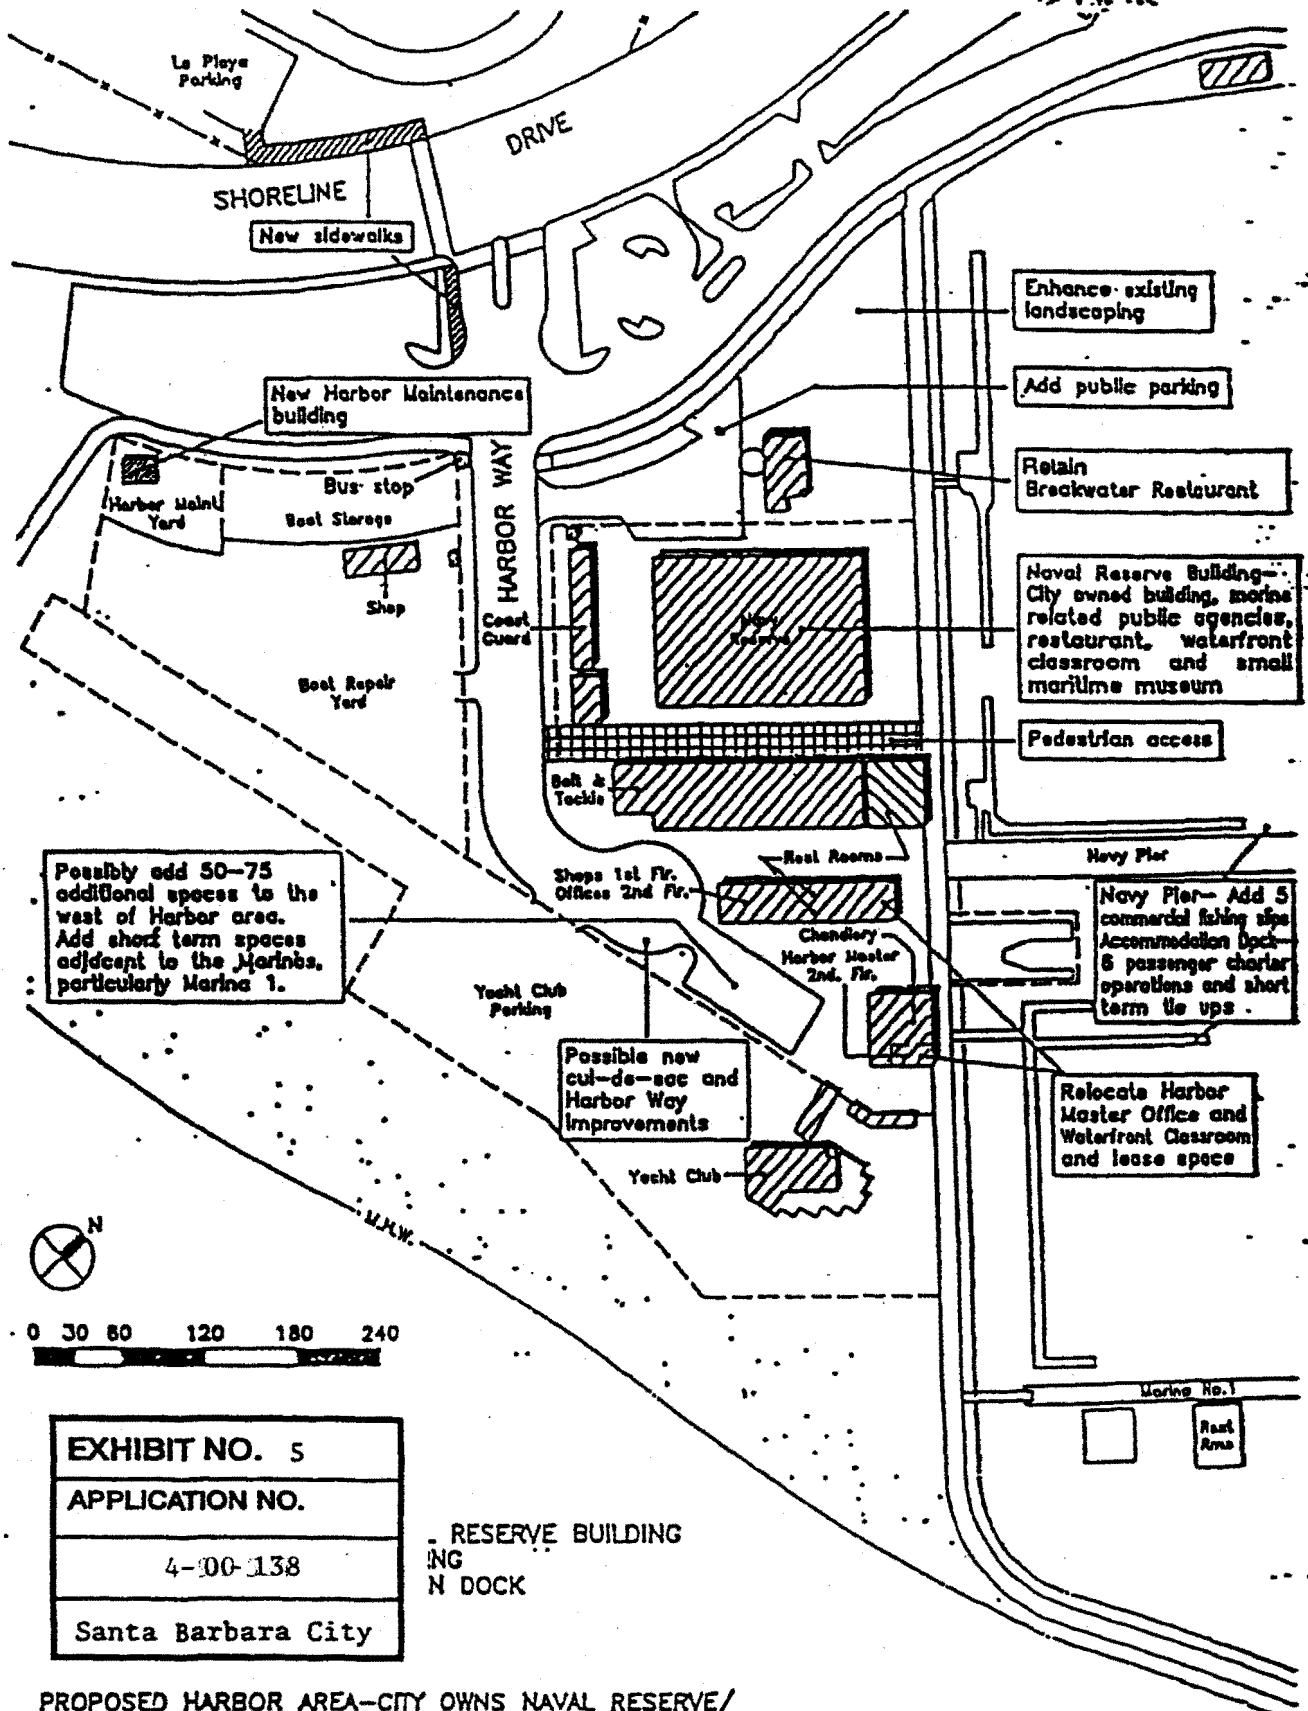 La Playa
Parking
SHORELINE
DRIVE
New sidewalks
Enhance existing
landscaping
Add public parking
New Harbor Maintenance
building
Retain
Breakwater Restaurant
Bus stop
HARBOR WAY
Harbor Maint
Yard
Boat Storage
Shop
Naval Reserve Building-
City owned building, marine
related public agencies,
restaurant, waterfront
classroom and small
maritime museum
Coast
Guard
Navy
Reserve
Boat Repair
Yard
Pedestrian access
Bait &
Tackle
Navy Pier
Rest Rooms
Shops 1st Flr.
Offices 2nd Flr.
Possibly add 50-75
additional spaces to the
west of Harbor area.
Add short term spaces
adjdcent to the Marinas,
particularly Marina 1.
Navy Pier- Add 5
commercial fishing slips
Accommodation Dock-
6 passenger charter
operations and short
term tie ups .
Chandlery
Harbor Master
2nd. Flr.
Yacht Club
Parking
Possible new
cul-de-sac and
Harbor Way
improvements
Relocate Harbor
Master Office and
Waterfront Classroom
and lease space
Yacht Club
M.H.W.
N
0 30 60 120 180 240
Marina No.1
Rest
Rms
EXHIBIT NO. 5
APPLICATION NO.
4-00-138
Santa Barbara City
RESERVE BUILDING
NG
N DOCK
PROPOSED HARBOR AREA-CITY OWNS NAVAL RESERVE/